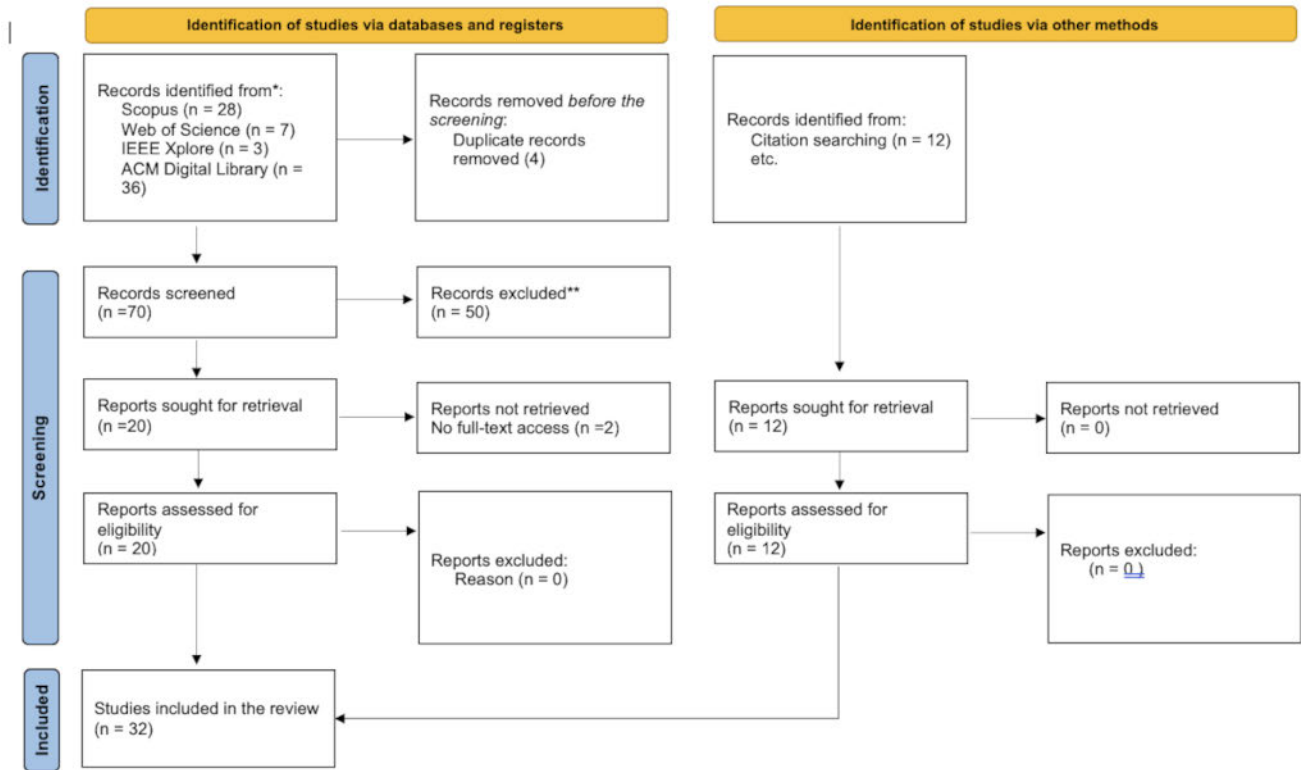 Identification of studies via databases and registers
Identification of studies via other methods
Identification
Records identified from*:
Scopus (n = 28)
Web of Science (n = 7)
IEEE Xplore (n = 3)
ACM Digital Library (n =
36)
Records removed before the
screening:
Duplicate records
removed (4)
Records identified from:
Citation searching (n = 12)
etc.
Screening
Records screened
(n =70)
Records excluded**
(n = 50)
Reports sought for retrieval
(n =20)
Reports not retrieved
No full-text access (n =2)
Reports sought for retrieval
(n = 12)
Reports not retrieved
(n = 0)
Reports assessed for
eligibility
(n = 20)
Reports excluded:
Reason (n = 0)
Reports assessed for
eligibility
(n = 12)
Reports excluded:
(n = 0 )
Included
Studies included in the review
(n = 32)